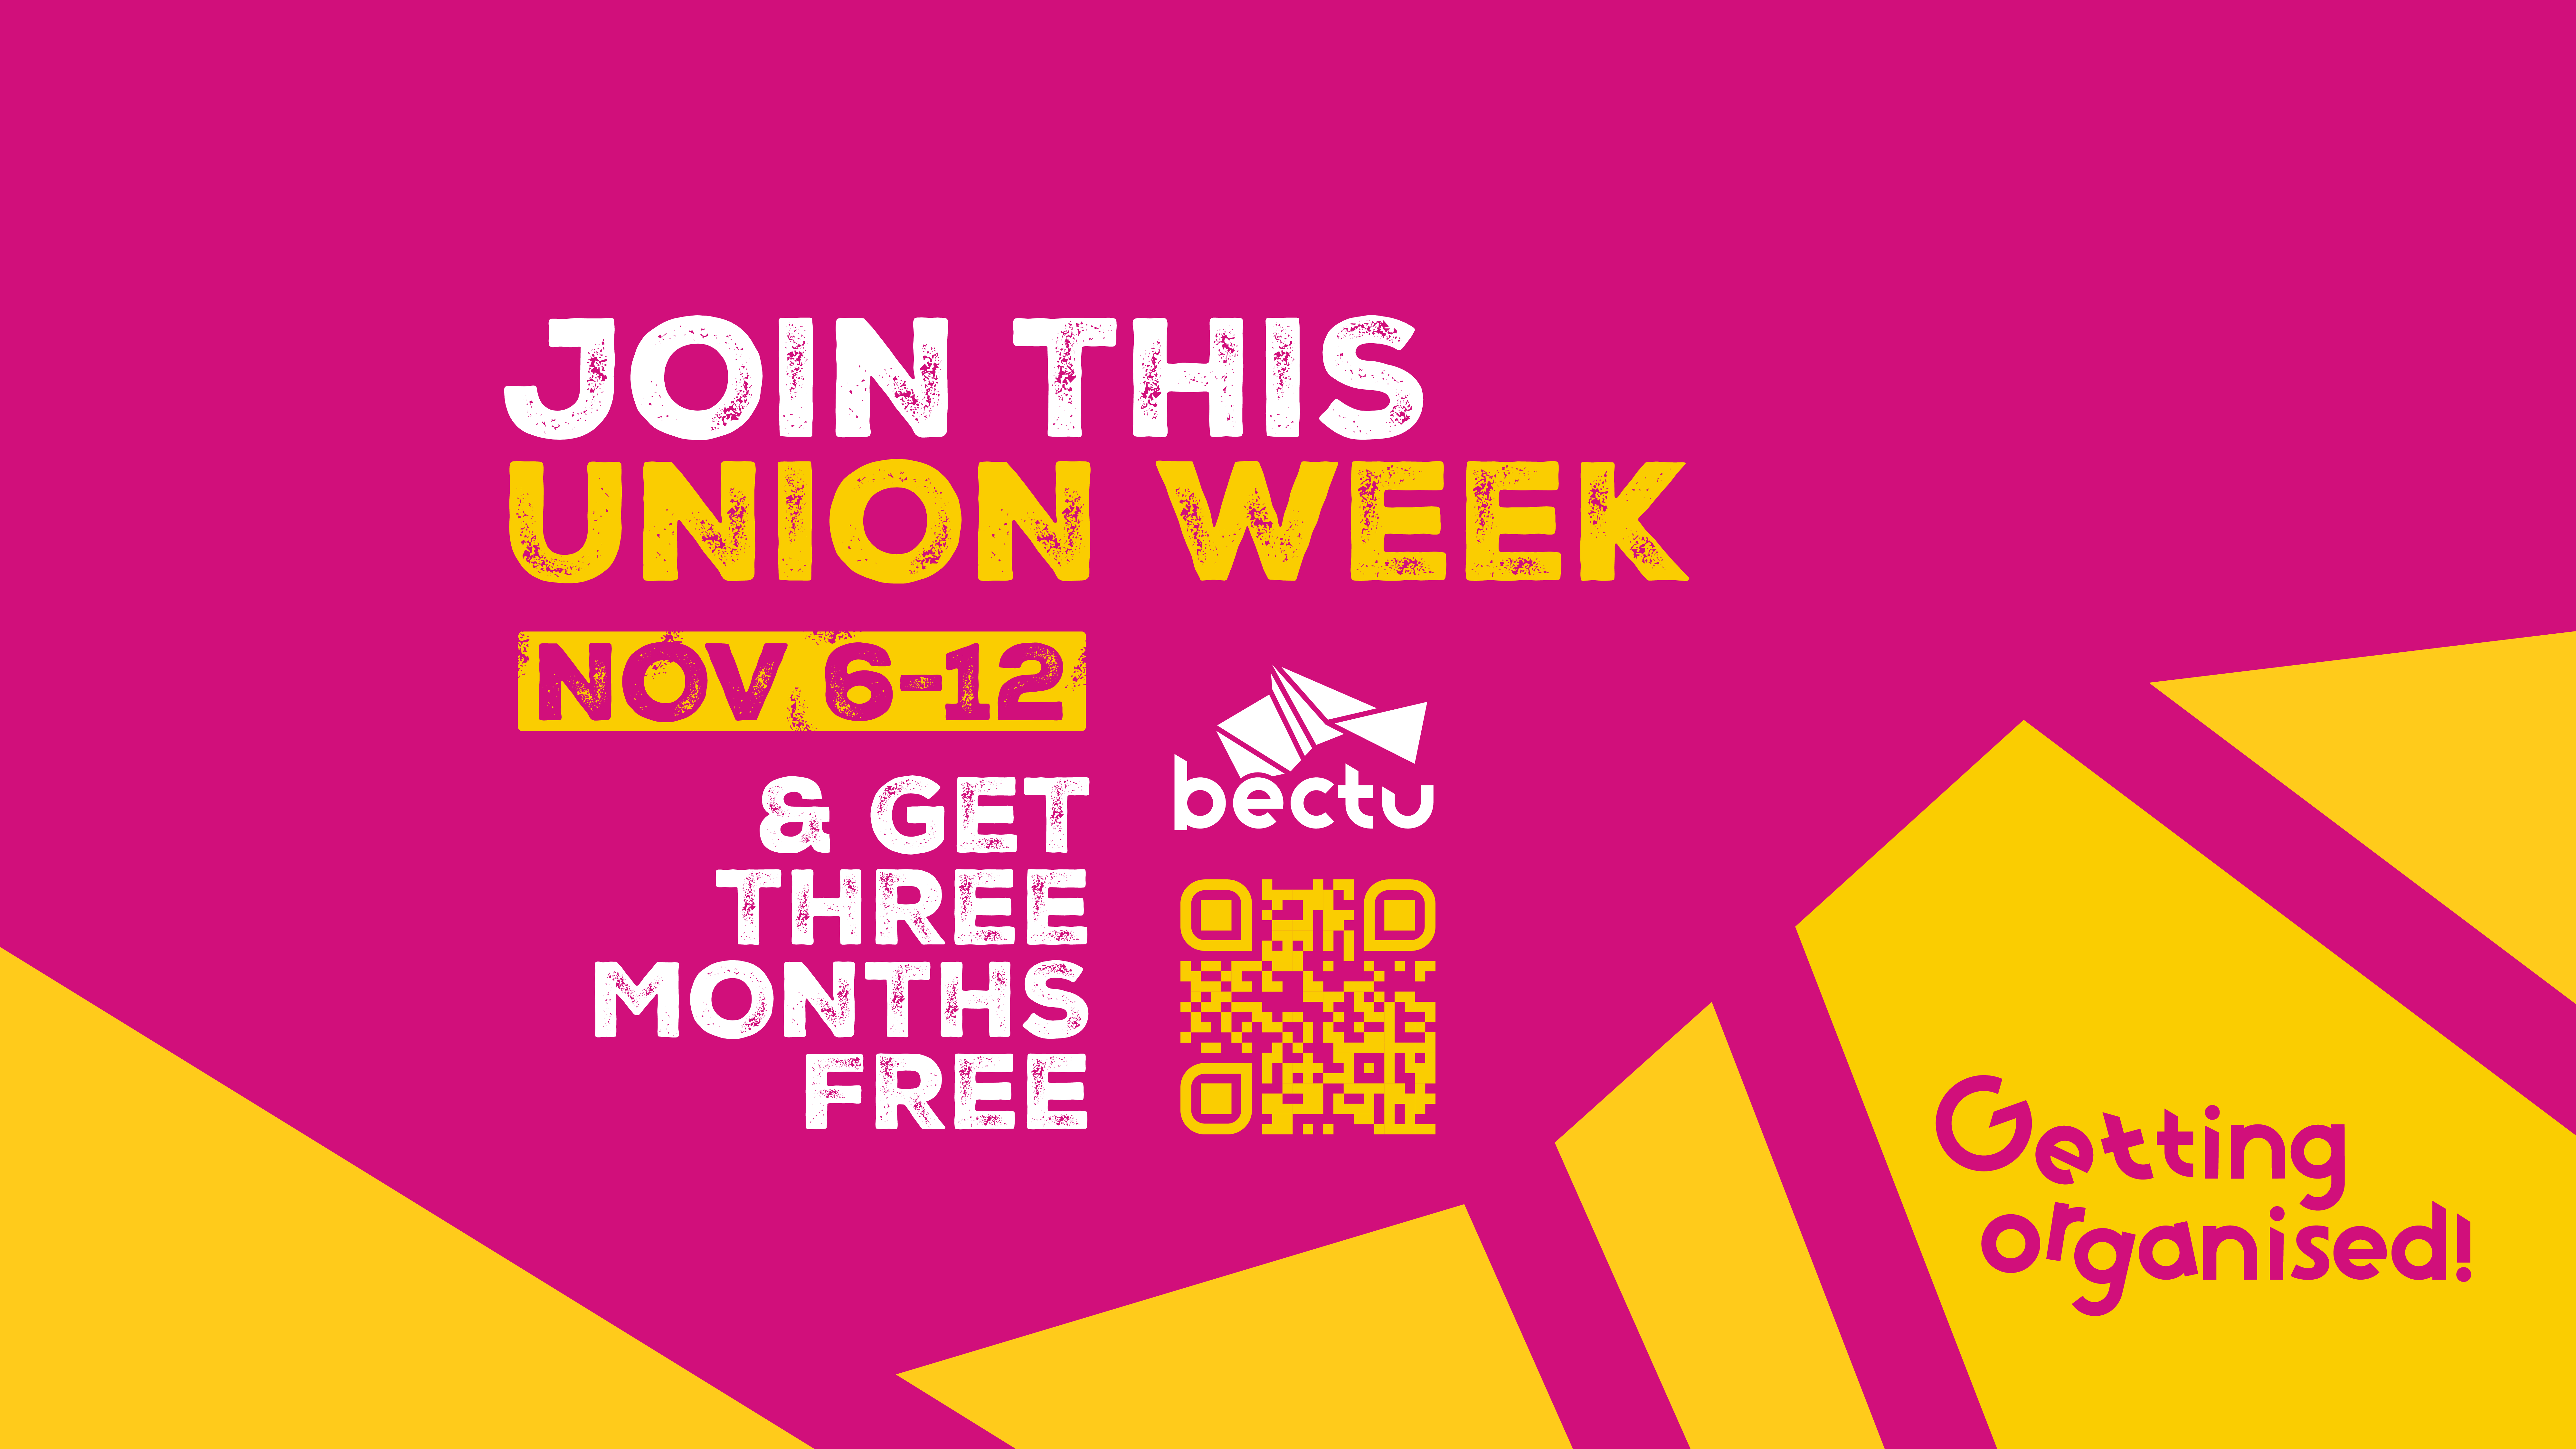 JOIN THIS
UNION WEEK
NOV 6-12
& GET
THREE
MONTHS
FREE
bectu
Getting
organised!